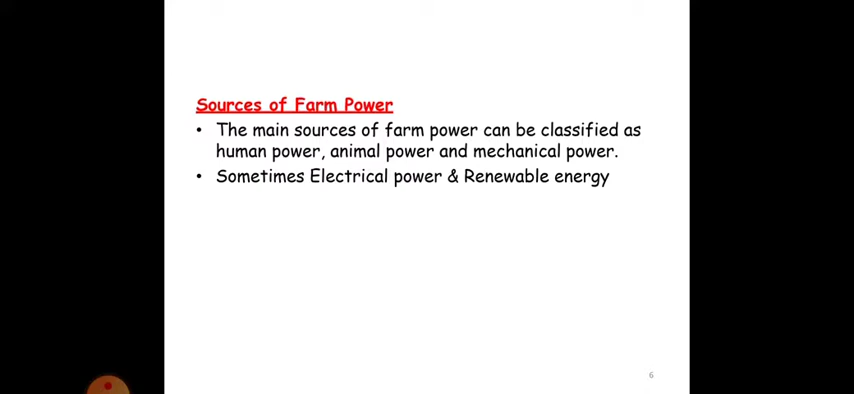 Sources of Farm Power
• The main sources of farm power can be classified as
human power, animal power and mechanical power.
• Sometimes Electrical power & Renewable energy
6